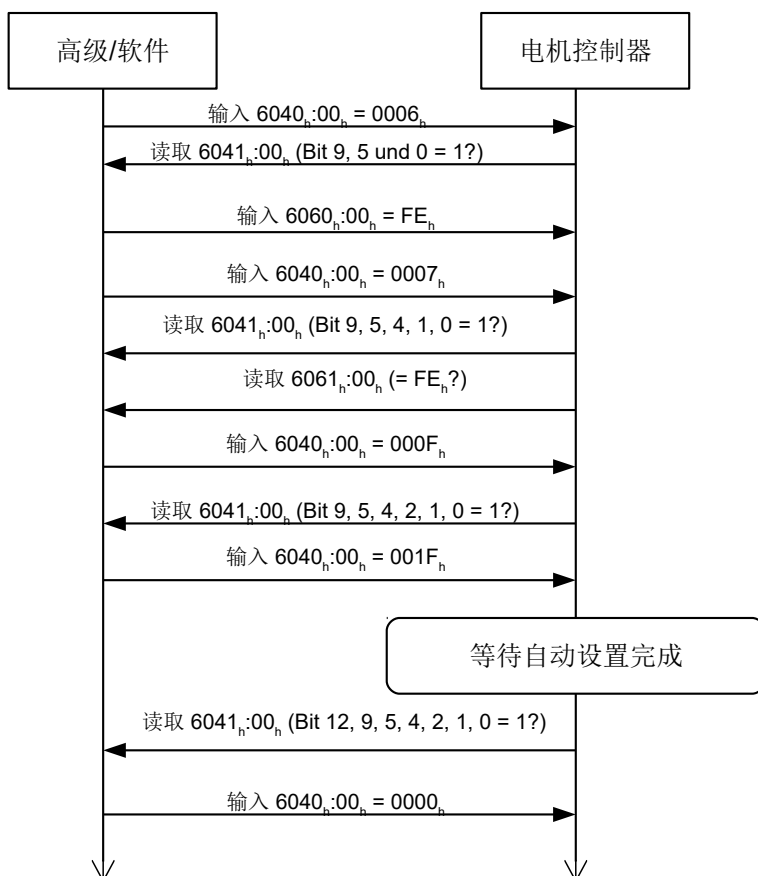 高级/软件
电机控制器
输入 6040h:00h = 0006h
读取 6041h:00h (Bit 9, 5 und 0 = 1?)
输入 6060h:00h = FEh
输入 6040h:00h = 0007h
读取 6041h:00h (Bit 9, 5, 4, 1, 0 = 1?)
读取 6061h:00h (= FEh?)
输入 6040h:00h = 000Fh
读取 6041h:00h (Bit 9, 5, 4, 2, 1, 0 = 1?)
输入 6040h:00h = 001Fh
等待自动设置完成
读取 6041h:00h (Bit 12, 9, 5, 4, 2, 1, 0 = 1?)
输入 6040h:00h = 0000h